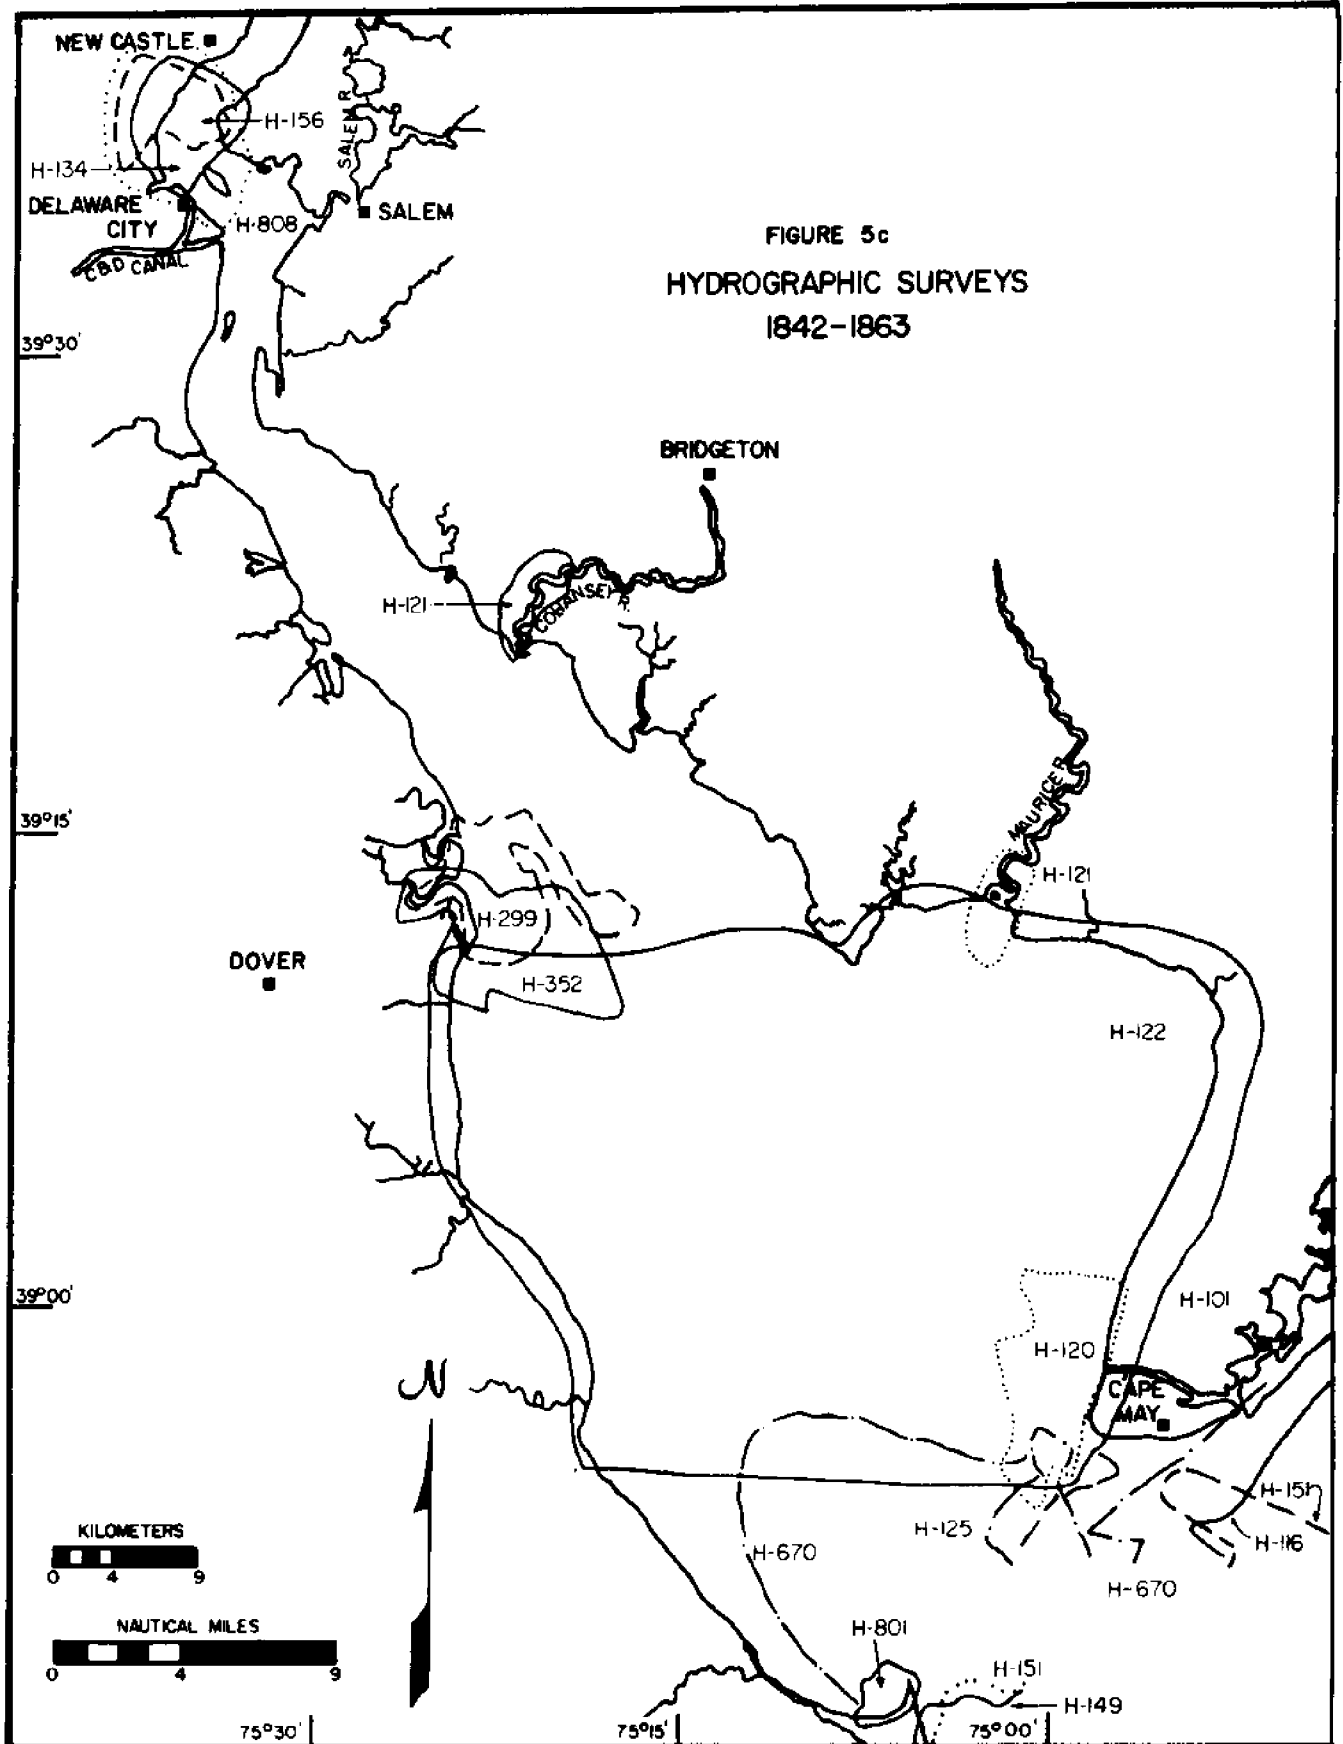 NEW CASTLE
H-156
SALEM R.
H-134
DELAWARE
CITY
SALEM
H-808
C&D CANAL
FIGURE 5c
HYDROGRAPHIC SURVEYS
1842-1863
39°30'
BRIDGETON
H-121
COHANSEY R.
MAURICE R.
39°15'
H-121
H-299
DOVER
H-352
H-122
39°00'
H-101
H-120
N
CAPE
MAY
H-151
H-125
H-116
KILOMETERS
0 4 9
H-670
?
H-670
NAUTICAL MILES
0 4 9
H-801
H-151
H-149
75°30'
75°15'
75°00'